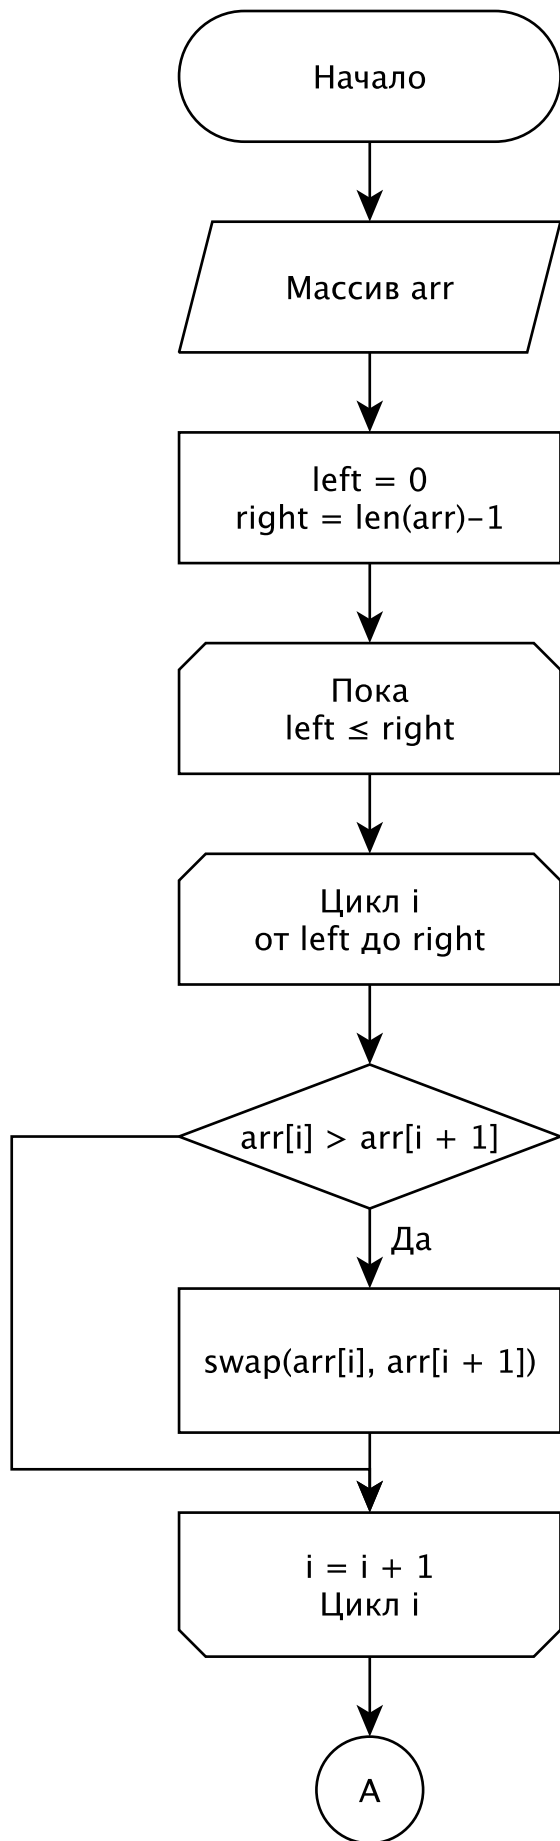 Начало
Массив arr
left = 0
right = len(arr)-1
Пока
left ≤ right
Цикл i
от left до right
arr[i] > arr[i + 1]
Да
swap(arr[i], arr[i + 1])
i = i + 1
Цикл i
А